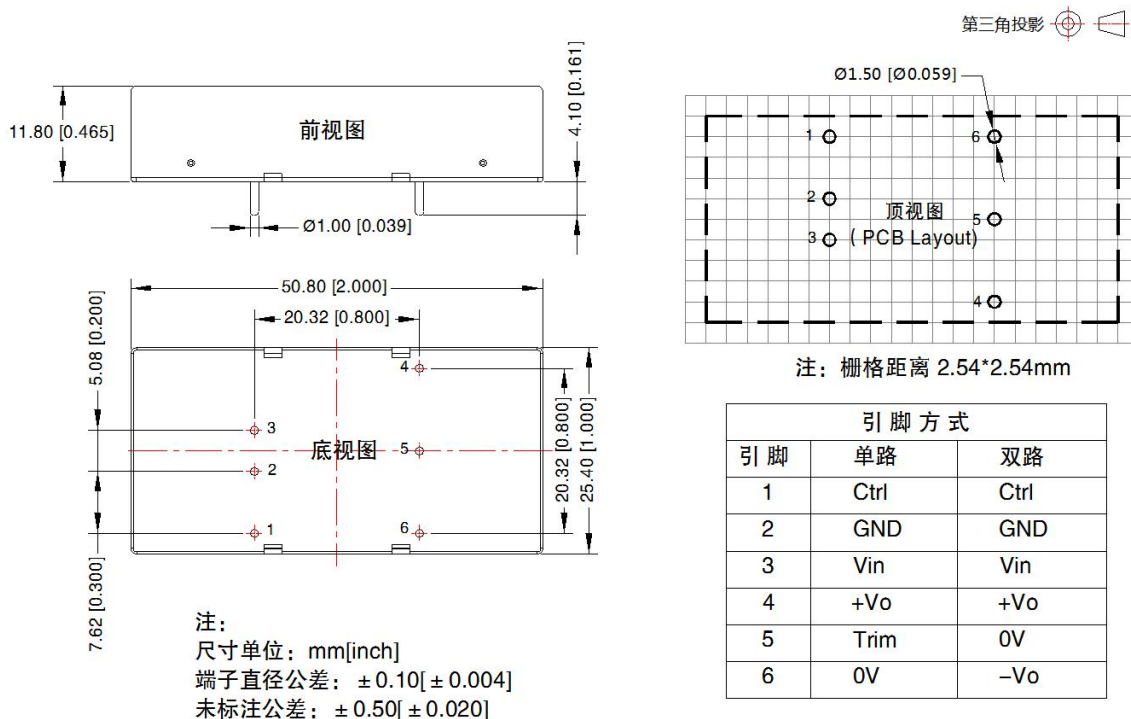 第三角投影
11.80 [0.465]
前视图
4.10 [0.161]
Ø1.00 [0.039]
Ø1.50 [Ø0.059]
1
6
2
顶视图
5
3
( PCB Layout)
4
注：栅格距离 2.54*2.54mm
50.80 [2.000]
20.32 [0.800]
5.08 [0.200]
4
3
底视图
5
2
1
6
20.32 [0.800]
25.40 [1.000]
7.62 [0.300]
注：
尺寸单位：mm[inch]
端子直径公差：±0.10[±0.004]
未标注公差：±0.50[±0.020]
引 脚 方 式
引 脚 单路 双路
1 Ctrl Ctrl
2 GND GND
3 Vin Vin
4 +Vo +Vo
5 Trim 0V
6 0V −Vo